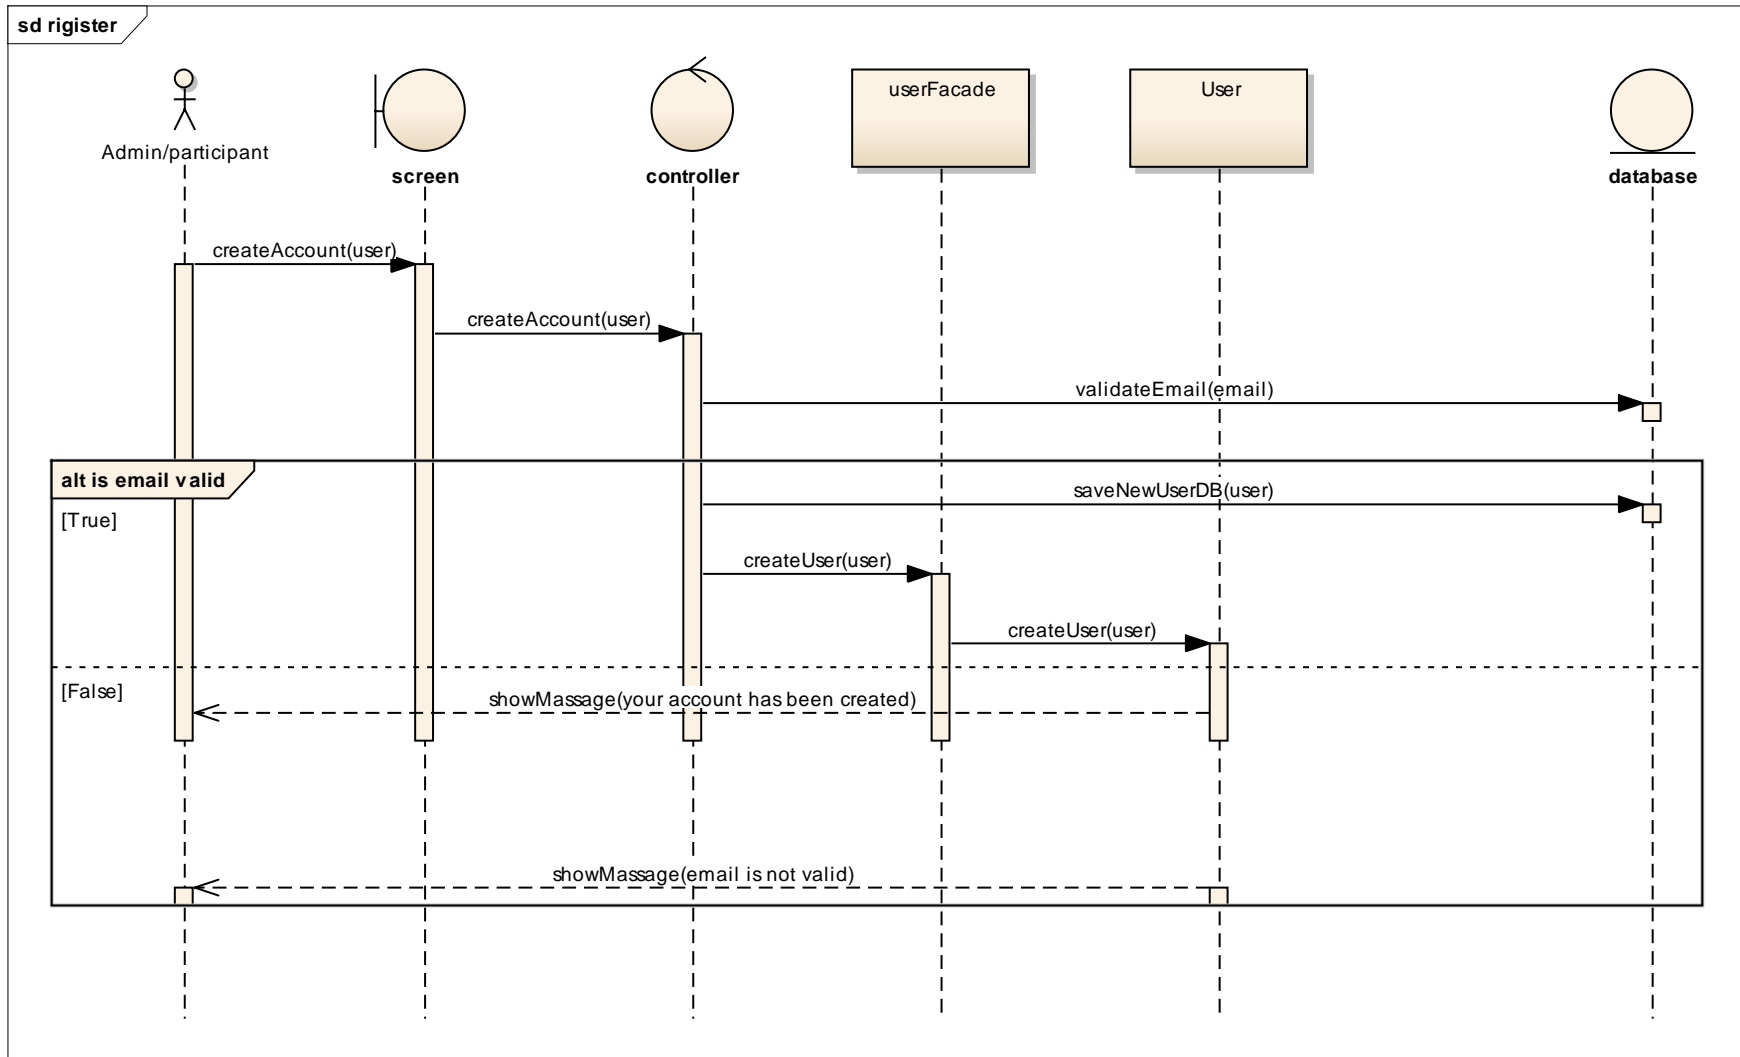 sd rigister
Admin/participant
screen
controller
userFacade
User
database
createAccount(user)
createAccount(user)
validateEmail(email)
alt is email valid
[True]
saveNewUserDB(user)
createUser(user)
createUser(user)
[False]
showMassage(your account has been created)
showMassage(email is not valid)